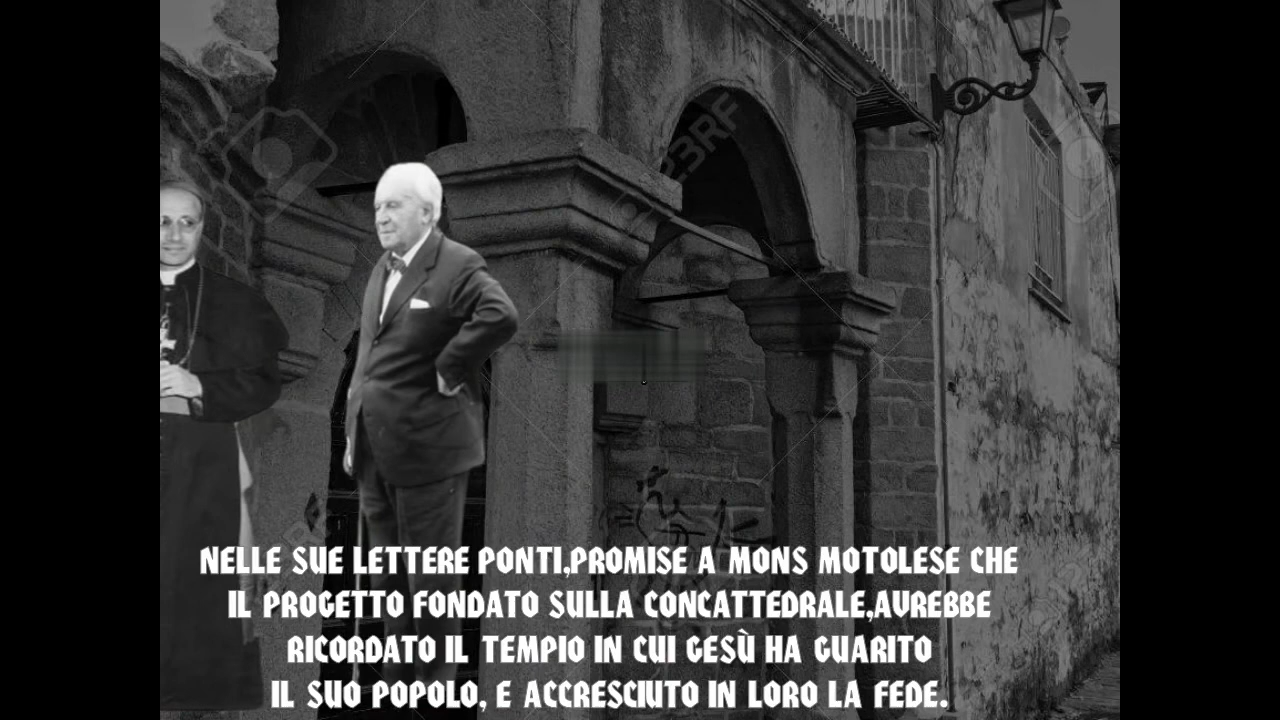 123RF
NELLE SUE LETTERE PONTI,PROMISE A MONS MOTOLESE CHE
IL PROGETTO FONDATO SULLA CONCATTEDRALE,AVREBBE
RICORDATO IL TEMPIO IN CUI GESÙ HA GUARITO
IL SUO POPOLO, E ACCRESCIUTO IN LORO LA FEDE.